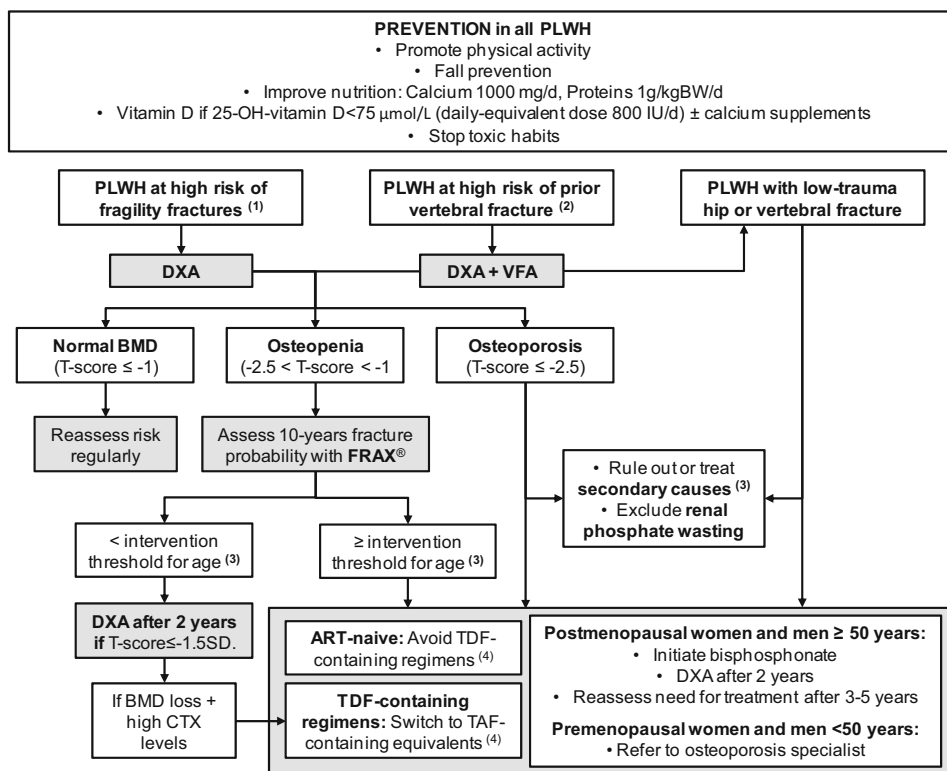 PREVENTION in all PLWH
• Promote physical activity
• Fall prevention
• Improve nutrition: Calcium 1000 mg/d, Proteins 1g/kgBW/d
• Vitamin D if 25-OH-vitamin D<75 μmol/L (daily-equivalent dose 800 IU/d) ± calcium supplements
• Stop toxic habits
PLWH at high risk of
fragility fractures (1)
PLWH at high risk of prior
vertebral fracture (2)
PLWH with low-trauma
hip or vertebral fracture
DXA
DXA + VFA
Normal BMD
(T-score ≤ -1)
Osteopenia
(-2.5 < T-score < -1
Osteoporosis
(T-score ≤ -2.5)
Reassess risk
regularly
Assess 10-years fracture
probability with FRAX®
• Rule out or treat
secondary causes (3)
• Exclude renal
phosphate wasting
< intervention
threshold for age (3)
≥ intervention
threshold for age (3)
DXA after 2 years
if T-score≤-1.5SD.
If BMD loss +
high CTX
levels
ART-naive: Avoid TDF-
containing regimens (4)
TDF-containing
regimens: Switch to TAF-
containing equivalents (4)
Postmenopausal women and men ≥ 50 years:
• Initiate bisphosphonate
• DXA after 2 years
• Reassess need for treatment after 3-5 years
Premenopausal women and men <50 years:
• Refer to osteoporosis specialist